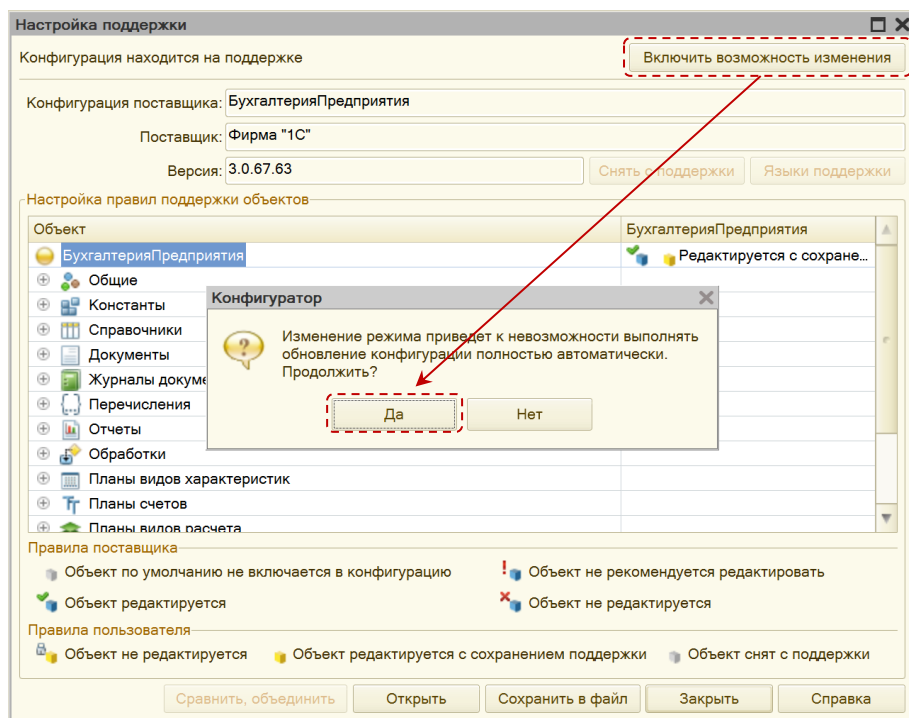 Настройка поддержки
Конфигурация находится на поддержке
Включить возможность изменения
Конфигурация поставщика: БухгалтерияПредприятия
Поставщик: Фирма "1С"
Версия: 3.0.67.63
Снять с поддержки
Языки поддержки
Настройка правил поддержки объектов
Объект
БухгалтерияПредприятия
БухгалтерияПредприятия
Редактируется с сохране...
Общие
Константы
Справочники
Документы
Журналы докуме
Перечисления
Отчеты
Обработки
Планы видов характеристик
Планы счетов
Планы видов расчета
Конфигуратор
Изменение режима приведет к невозможности выполнять
обновление конфигурации полностью автоматически.
Продолжить?
Да
Нет
Правила поставщика
Объект по умолчанию не включается в конфигурацию
Объект не рекомендуется редактировать
Объект редактируется
Объект не редактируется
Правила пользователя
Объект не редактируется
Объект редактируется с сохранением поддержки
Объект снят с поддержки
Сравнить, объединить
Открыть
Сохранить в файл
Закрыть
Справка